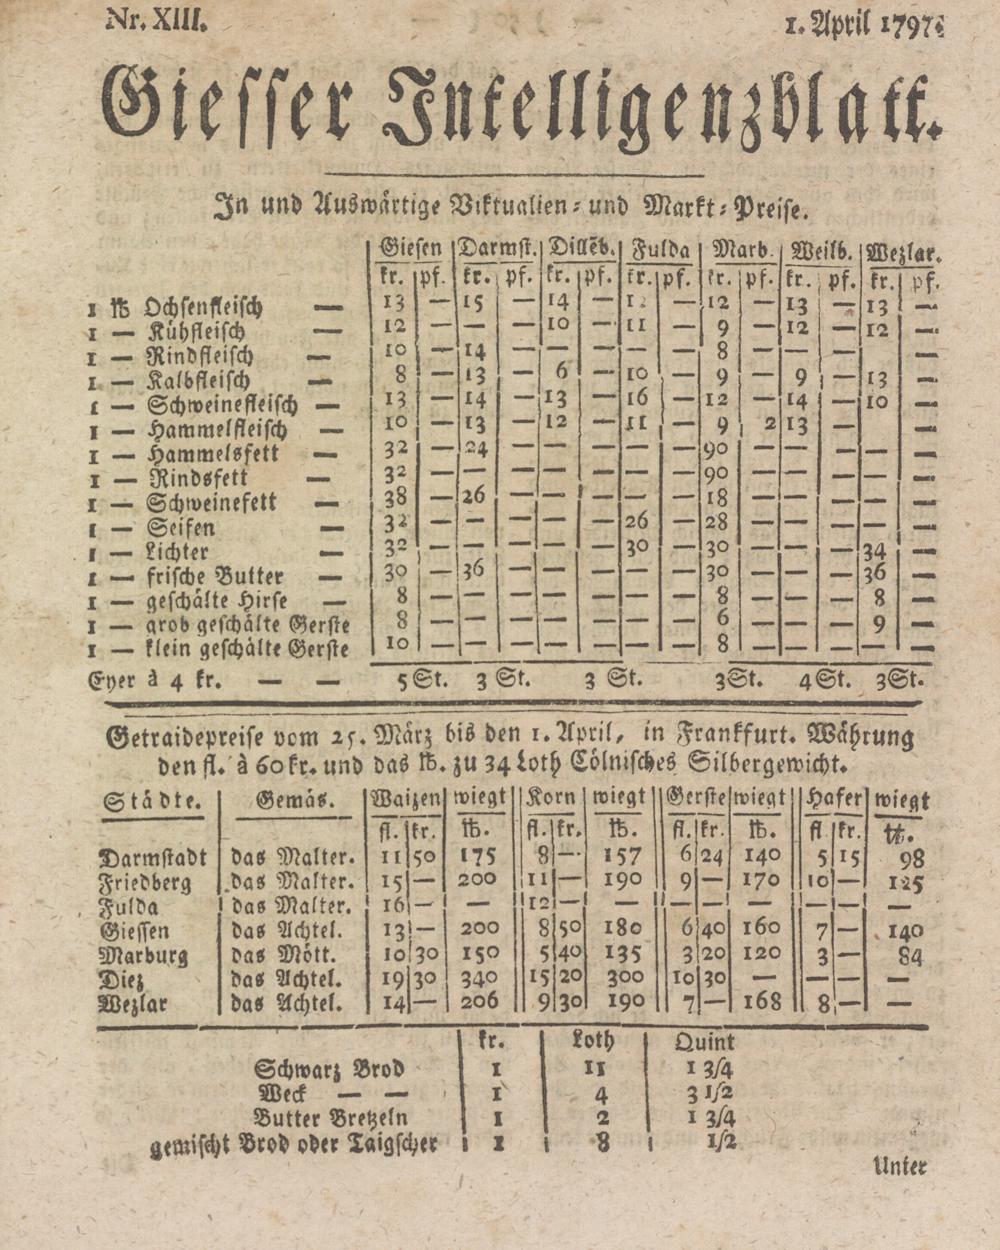 Nr. XIII. 1. April 1797.
Giesser Intelligenzblatt.
In und Auswärtige Viktualien- und Markt-Preise.
Giesen Darmst. Dillēb. Fulda Marb. Weilb. Wezlar.
kr. pf. kr. pf. kr. pf. kr. pf. kr. pf. kr. pf. kr. pf.
1 ℔ Ochsenfleisch — 13 — 15 — 14 — — 12 — 13 — 13 —
1 — Kühfleisch — 12 — — — 10 — 11 — 9 — 12 — 12 —
1 — Rindfleisch — 10 — 14 — — — — — 8 — — — — —
1 — Kalbfleisch — 8 — 13 — 6 — 10 — 9 — 9 — 13 —
1 — Schweinefleisch — 13 — 14 — 13 — 16 — 12 — 14 — 10 —
1 — Hammelfleisch — 10 — 13 — 12 — 11 — 9 2 13 — —
1 — Hammelsfett — 32 — 24 — — — — — 90 — — — — —
1 — Rindsfett — 32 — — — — — — — 90 — — — — —
1 — Schweinefett — 38 — 26 — — — — — 18 — — — — —
1 — Seifen — 32 — — — — — 26 — 28 — — — — —
1 — Lichter — 32 — — — — — 30 — 30 — — — 34 —
1 — frische Butter — 30 — 36 — — — — — 30 — — — 36 —
1 — geschälte Hirse — 8 — — — — — — — 8 — — — 8 —
1 — grob geschälte Gerste 8 — — — — — — — 6 — — — 9 —
1 — klein geschälte Gerste 10 — — — — — — — 8 — — — — —
Eyer à 4 kr. — — 5 St. 3 St. 3 St. 3 St. 4 St. 3 St.
Getraidepreise vom 25. März bis den 1. April, in Frankfurt. Währung
den fl. à 60 kr. und das ℔. zu 34 Loth Cölnisches Silbergewicht.
Städte. Gemäs. Waizen wiegt Korn wiegt Gerste wiegt Hafer wiegt
fl. kr. ℔. fl. kr. ℔. fl. kr. ℔. fl kr. ℔.
Darmstadt das Malter. 11 50 175 8 — 157 6 24 140 5 15 98
Friedberg das Malter. 15 — 200 11 — 190 9 — 170 10 — 125
Fulda das Malter. 16 — — 12 — — — — — — — —
Giessen das Achtel. 13 — 200 8 50 180 6 40 160 7 — 140
Marburg das Mött. 10 30 150 5 40 135 3 20 120 3 — 84
Diez das Achtel. 19 30 340 15 20 300 10 30 — — — —
Wezlar das Achtel. 14 — 206 9 30 190 7 — 168 8 — —
kr. Loth Quint
Schwarz Brod 1 11 1 3/4
Weck — — 1 4 3 1/2
Butter Bretzeln 1 2 1 3/4
gemischt Brod oder Taigscher 1 8 1/2
Unter